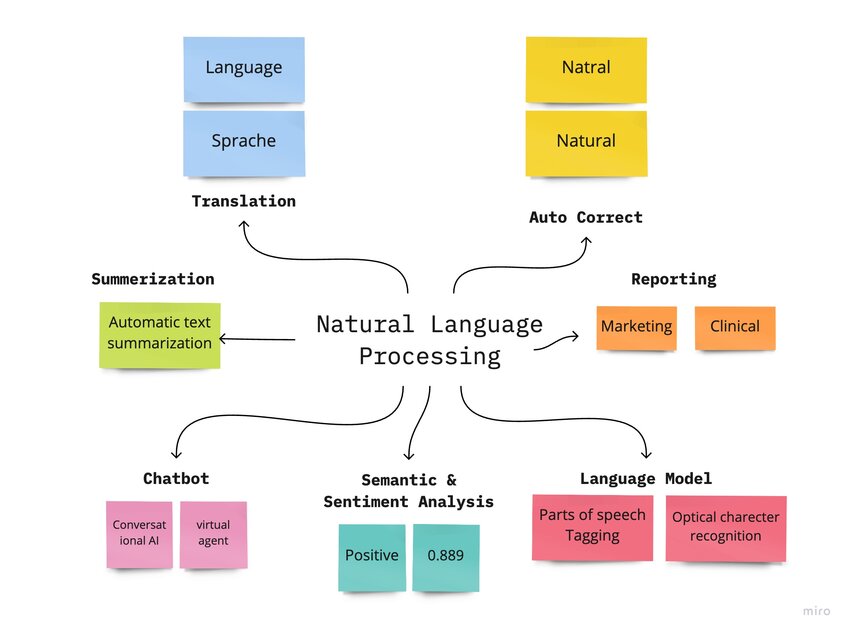 Language
Sprache
Translation
Natral
Natural
Auto Correct
Summerization
Automatic text
summarization
Natural Language
Processing
Reporting
Marketing
Clinical
Chatbot
Conversat
ional AI
virtual
agent
Semantic &
Sentiment Analysis
Positive
0.889
Language Model
Parts of speech
Tagging
Optical charecter
recognition
miro